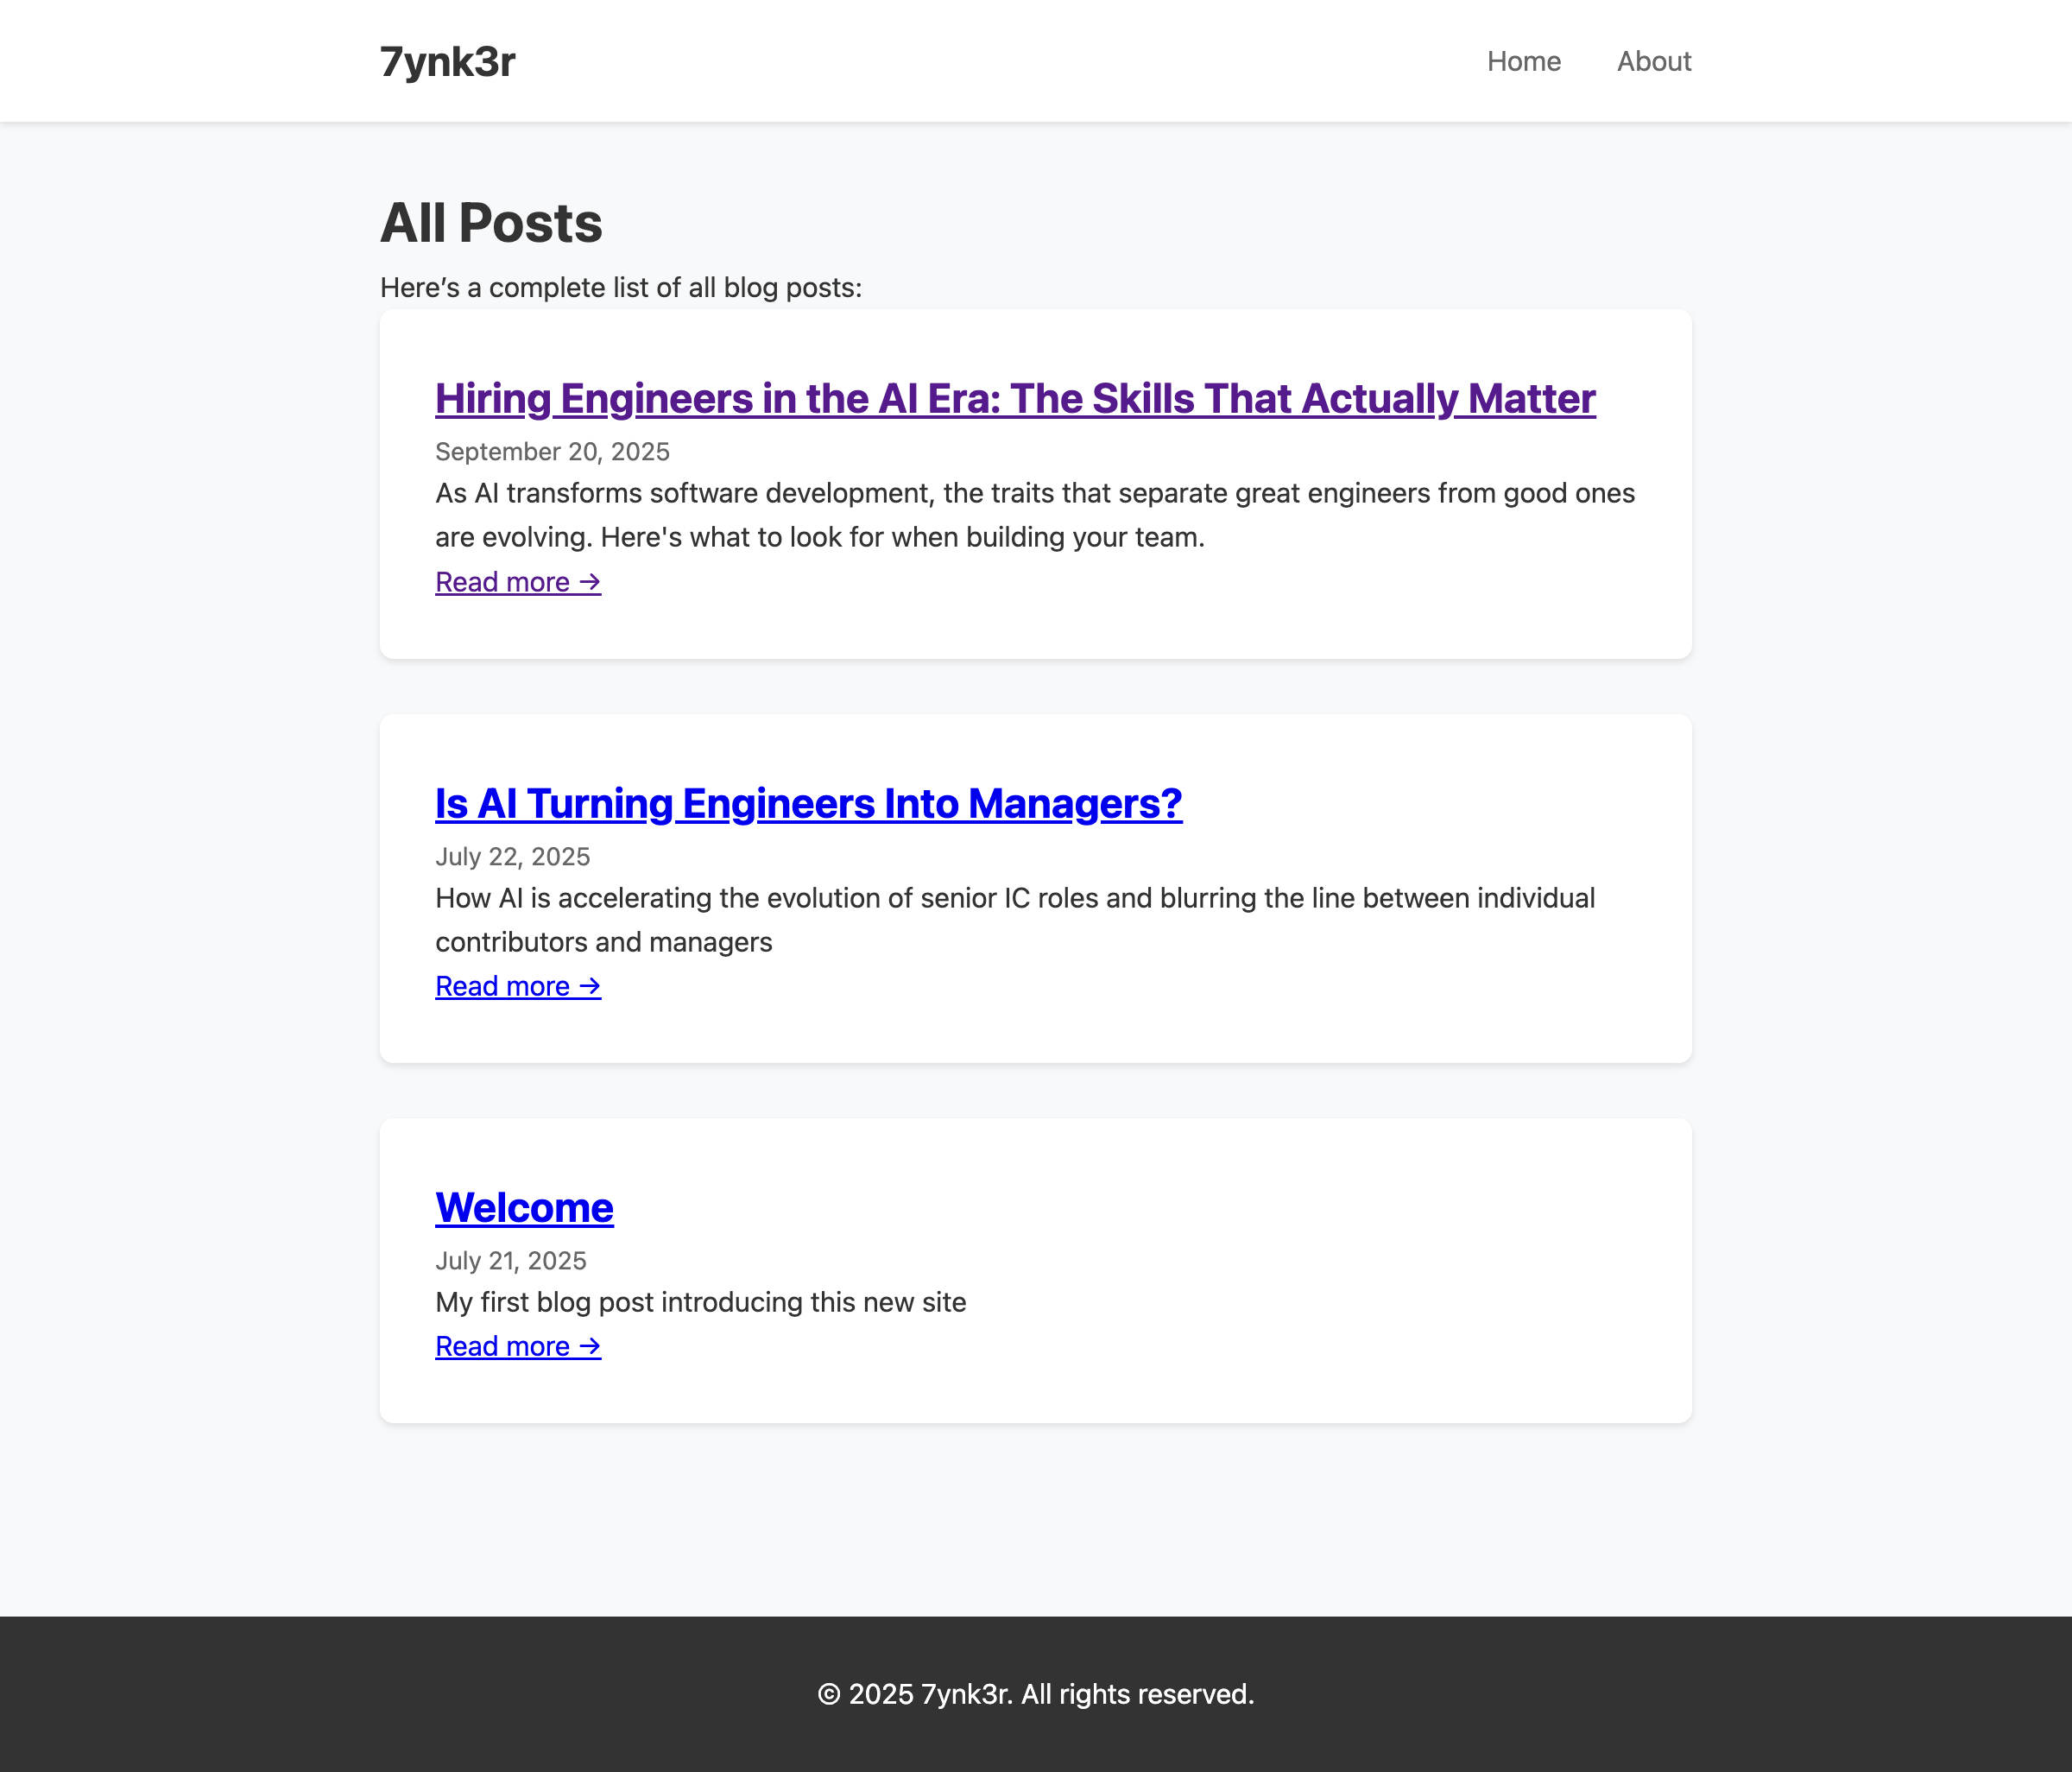 7ynk3r
Home
About
All Posts
Here’s a complete list of all blog posts:
Hiring Engineers in the AI Era: The Skills That Actually Matter
September 20, 2025
As AI transforms software development, the traits that separate great engineers from good ones
are evolving. Here's what to look for when building your team.
Read more →
Is AI Turning Engineers Into Managers?
July 22, 2025
How AI is accelerating the evolution of senior IC roles and blurring the line between individual
contributors and managers
Read more →
Welcome
July 21, 2025
My first blog post introducing this new site
Read more →
© 2025 7ynk3r. All rights reserved.